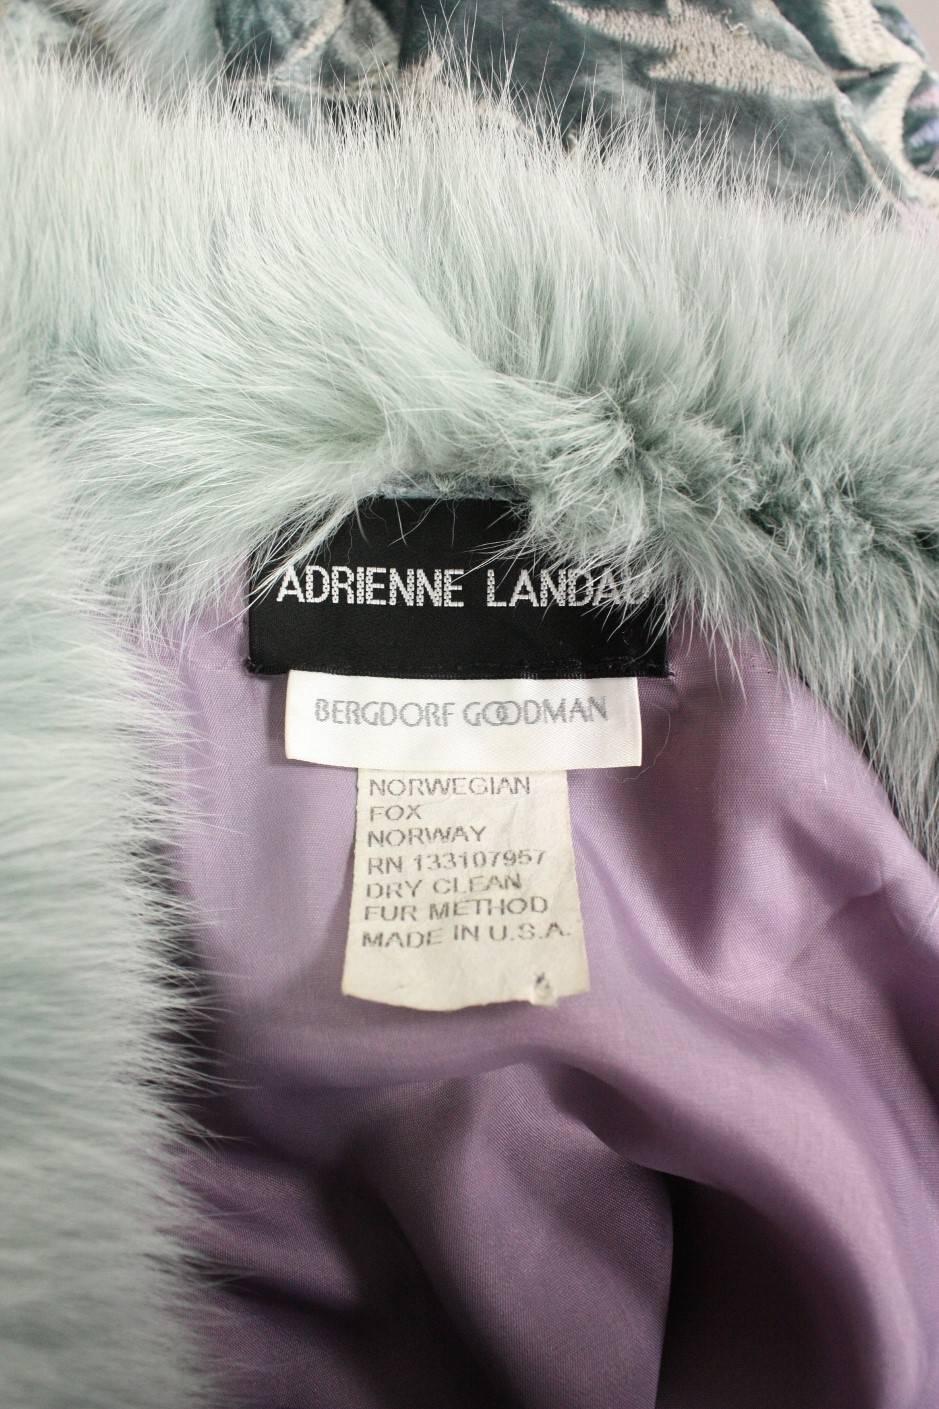 ADRIENNE LANDAU
BERGDORF GOODMAN
NORWEGIAN
FOX
NORWAY
RN 133107957
DRY CLEAN
FUR METHOD
MADE IN U.S.A.